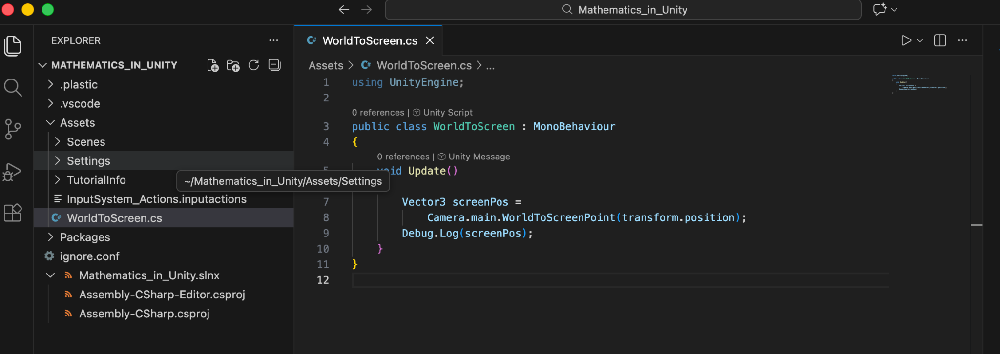 Mathematics_in_Unity
EXPLORER
MATHEMATICS_IN_UNITY
.plastic
.vscode
Assets
Scenes
Settings
TutorialInfo
~/Mathematics_in_Unity/Assets/Settings
InputSystem_Actions.inputactions
WorldToScreen.cs
Packages
ignore.conf
Mathematics_in_Unity.slnx
Assembly-CSharp-Editor.csproj
Assembly-CSharp.csproj
WorldToScreen.cs
Assets > WorldToScreen.cs > ...
1 using UnityEngine;
2
0 references | Unity Script
3 public class WorldToScreen : MonoBehaviour
4 {
0 references | Unity Message
5 void Update()
7 Vector3 screenPos =
8 Camera.main.WorldToScreenPoint(transform.position);
9 Debug.Log(screenPos);
10 }
11 }
12